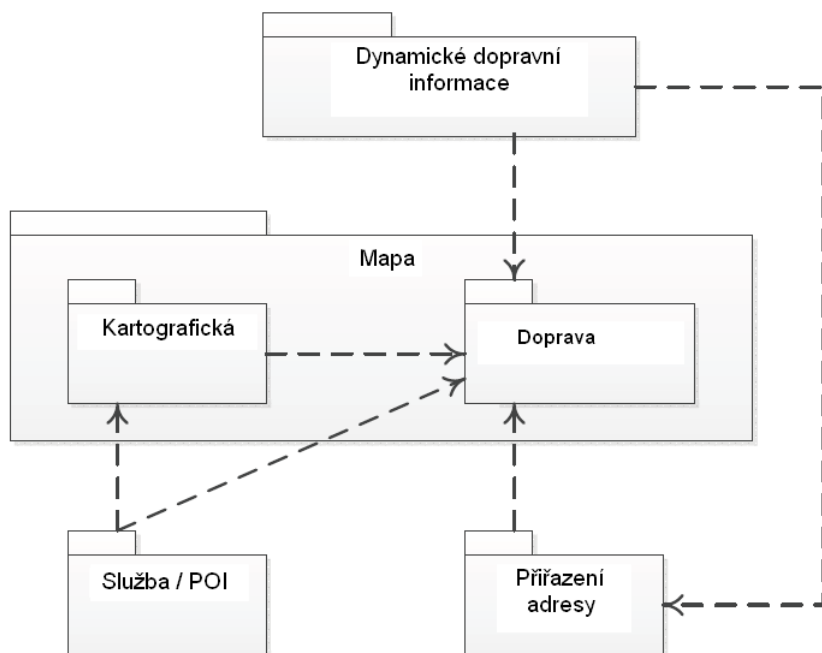 Dynamické dopravní
informace
Mapa
Kartografická
Doprava
Služba / POI
Přiřazení
adresy